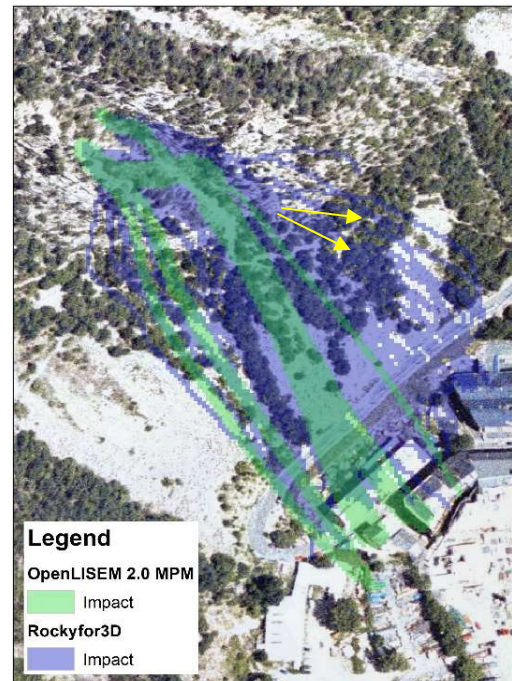 Legend
OpenLISEM 2.0 MPM
Impact
Rockyfor3D
Impact